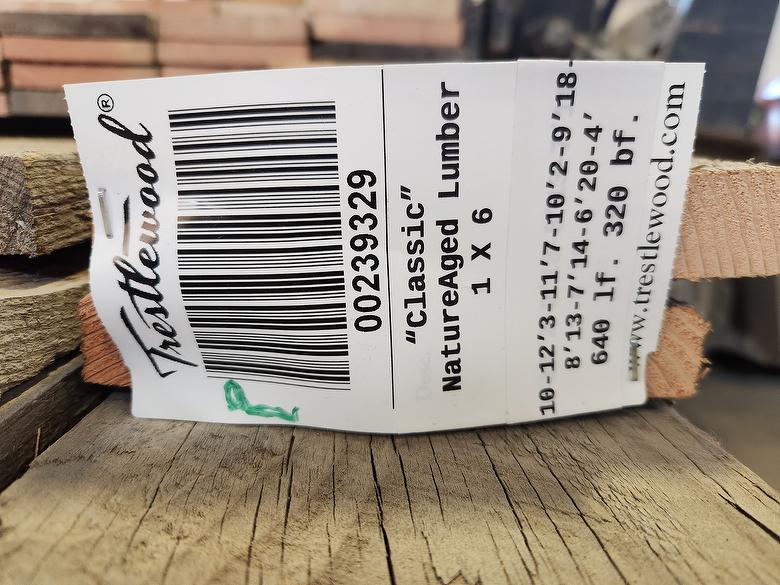 Trestlewood®
00239329
"Classic"
NatureAged Lumber
1 X 6
10-12'3-11'7-10'2-9'18-
8'13-7'14-6'20-4'
640 lf. 320 bf.
www.trestlewood.com
P